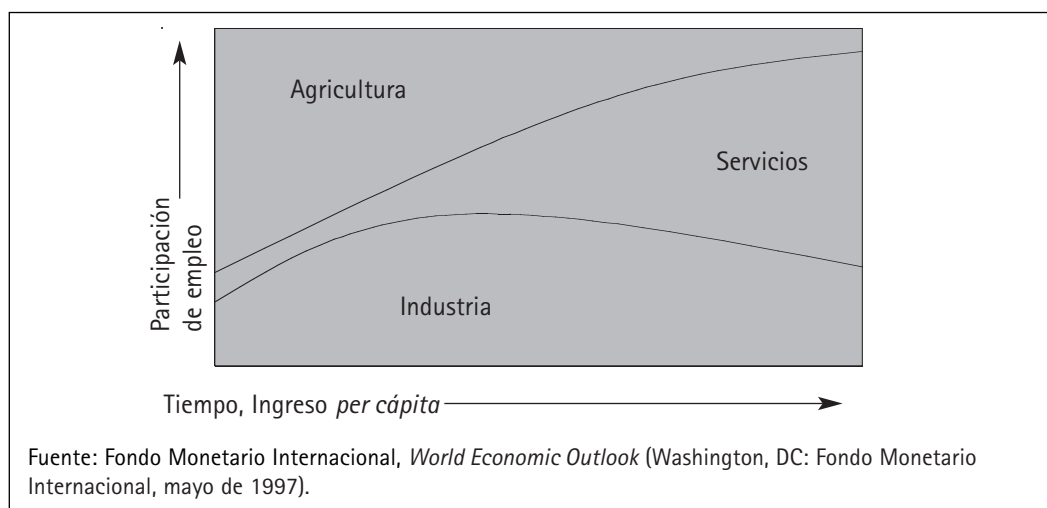 Agricultura
Servicios
Participación
de empleo
Industria
Tiempo, Ingreso per cápita
Fuente: Fondo Monetario Internacional, World Economic Outlook (Washington, DC: Fondo Monetario
Internacional, mayo de 1997).